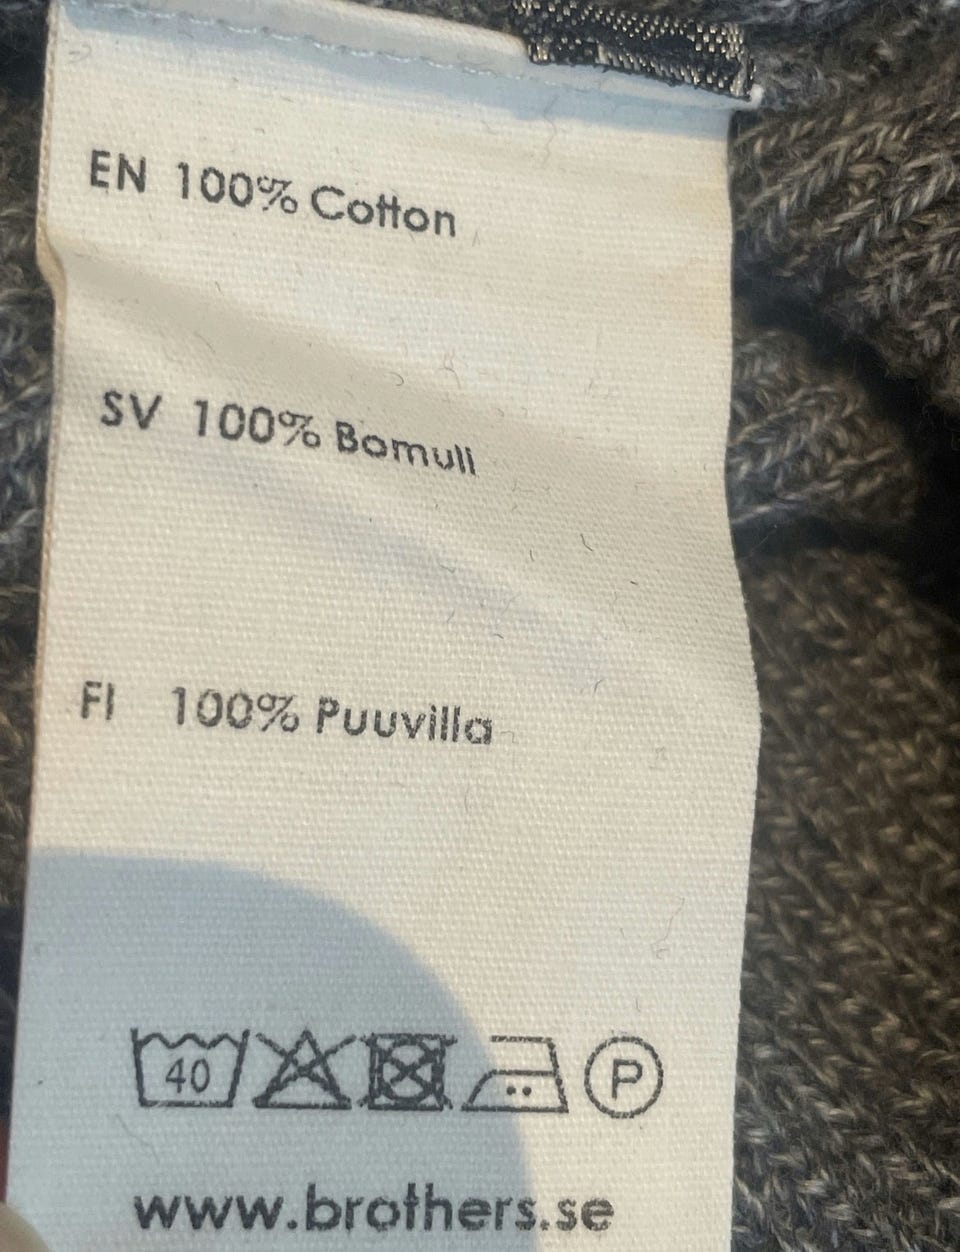 EN 100% Cotton
SV 100% Bomull
FI 100% Puuvilla
40 P
www.brothers.se